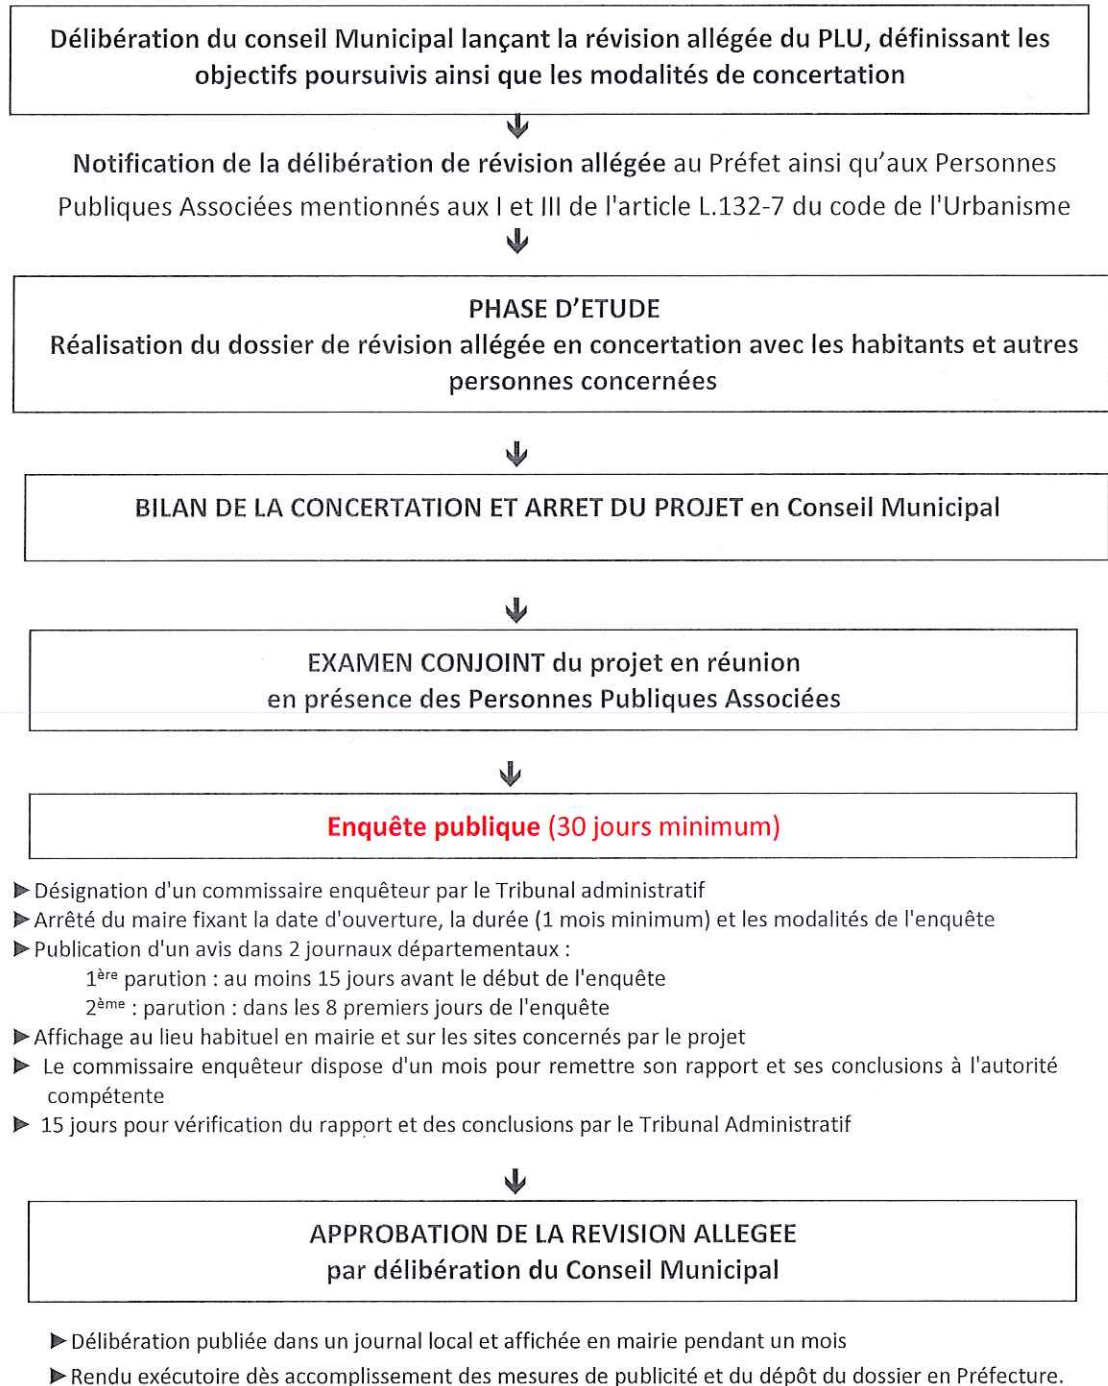 Délibération du conseil Municipal lançant la révision allégée du PLU, définissant les
objectifs poursuivis ainsi que les modalités de concertation
Notification de la délibération de révision allégée au Préfet ainsi qu'aux Personnes
Publiques Associées mentionnés aux I et III de l'article L.132-7 du code de l'Urbanisme
PHASE D'ETUDE
Réalisation du dossier de révision allégée en concertation avec les habitants et autres
personnes concernées
BILAN DE LA CONCERTATION ET ARRET DU PROJET en Conseil Municipal
EXAMEN CONJOINT du projet en réunion
en présence des Personnes Publiques Associées
Enquête publique (30 jours minimum)
Désignation d'un commissaire enquêteur par le Tribunal administratif
Arrêté du maire fixant la date d'ouverture, la durée (1 mois minimum) et les modalités de l'enquête
Publication d'un avis dans 2 journaux départementaux :
1ère parution : au moins 15 jours avant le début de l'enquête
2ème : parution : dans les 8 premiers jours de l'enquête
Affichage au lieu habituel en mairie et sur les sites concernés par le projet
Le commissaire enquêteur dispose d'un mois pour remettre son rapport et ses conclusions à l'autorité
compétente
15 jours pour vérification du rapport et des conclusions par le Tribunal Administratif
APPROBATION DE LA REVISION ALLEGEE
par délibération du Conseil Municipal
Délibération publiée dans un journal local et affichée en mairie pendant un mois
Rendu exécutoire dès accomplissement des mesures de publicité et du dépôt du dossier en Préfecture.